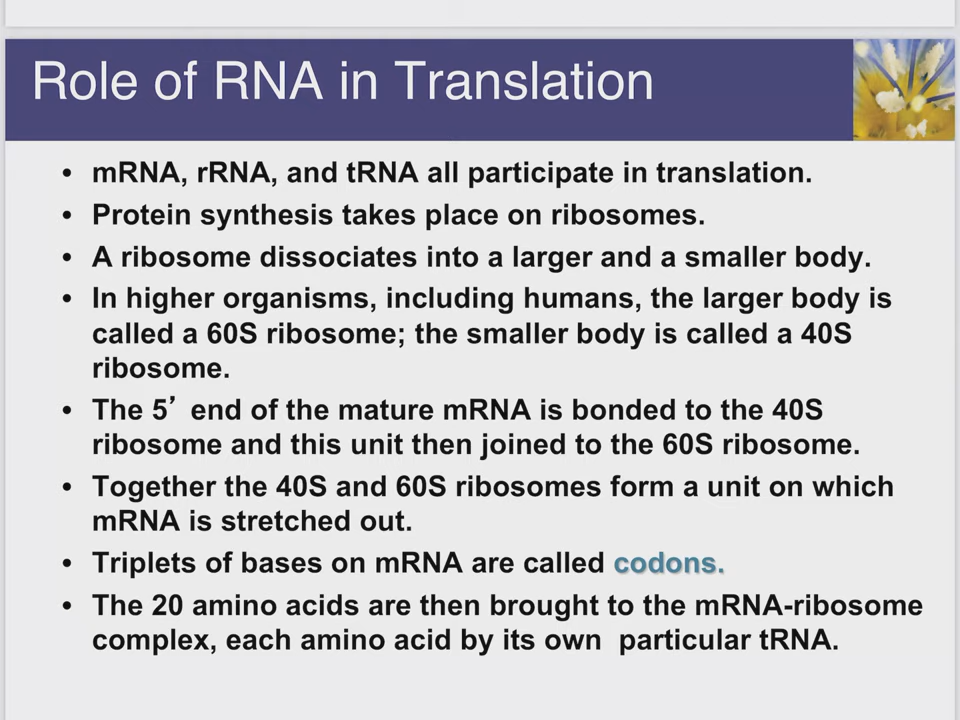 Role of RNA in Translation
• mRNA, rRNA, and tRNA all participate in translation.
• Protein synthesis takes place on ribosomes.
• A ribosome dissociates into a larger and a smaller body.
• In higher organisms, including humans, the larger body is
called a 60S ribosome; the smaller body is called a 40S
ribosome.
• The 5’ end of the mature mRNA is bonded to the 40S
ribosome and this unit then joined to the 60S ribosome.
• Together the 40S and 60S ribosomes form a unit on which
mRNA is stretched out.
• Triplets of bases on mRNA are called codons.
• The 20 amino acids are then brought to the mRNA-ribosome
complex, each amino acid by its own  particular tRNA.